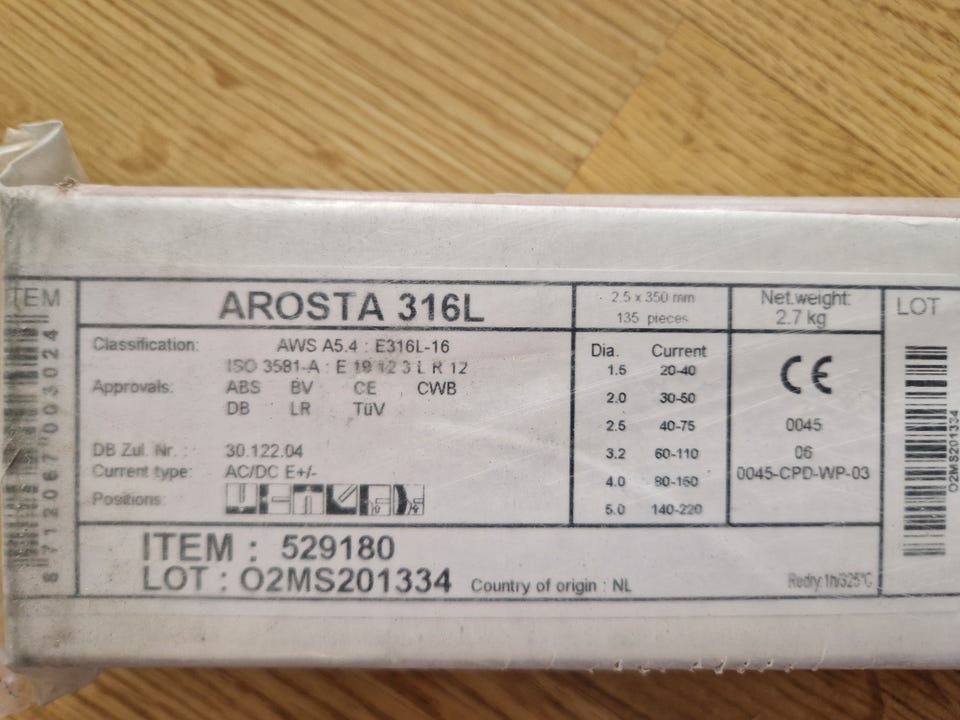 ITEM
8712067003024
AROSTA 316L
2.5 x 350 mm
135 pieces
Net.weight:
2.7 kg
Classification: AWS A5.4 : E316L-16
ISO 3581-A : E 19 12 3 L R 12
Approvals: ABS BV CE CWB
DB LR TüV
DB Zul. Nr. : 30.122.04
Current type: AC/DC E+/-
Positions:
Dia. Current
1.5 20-40
2.0 30-50
2.5 40-75
3.2 60-110
4.0 80-150
5.0 140-220
CE
0045
06
0045-CPD-WP-03
ITEM : 529180
LOT : O2MS201334 Country of origin : NL
Redry:1h/325°C
LOT
O2MS201334